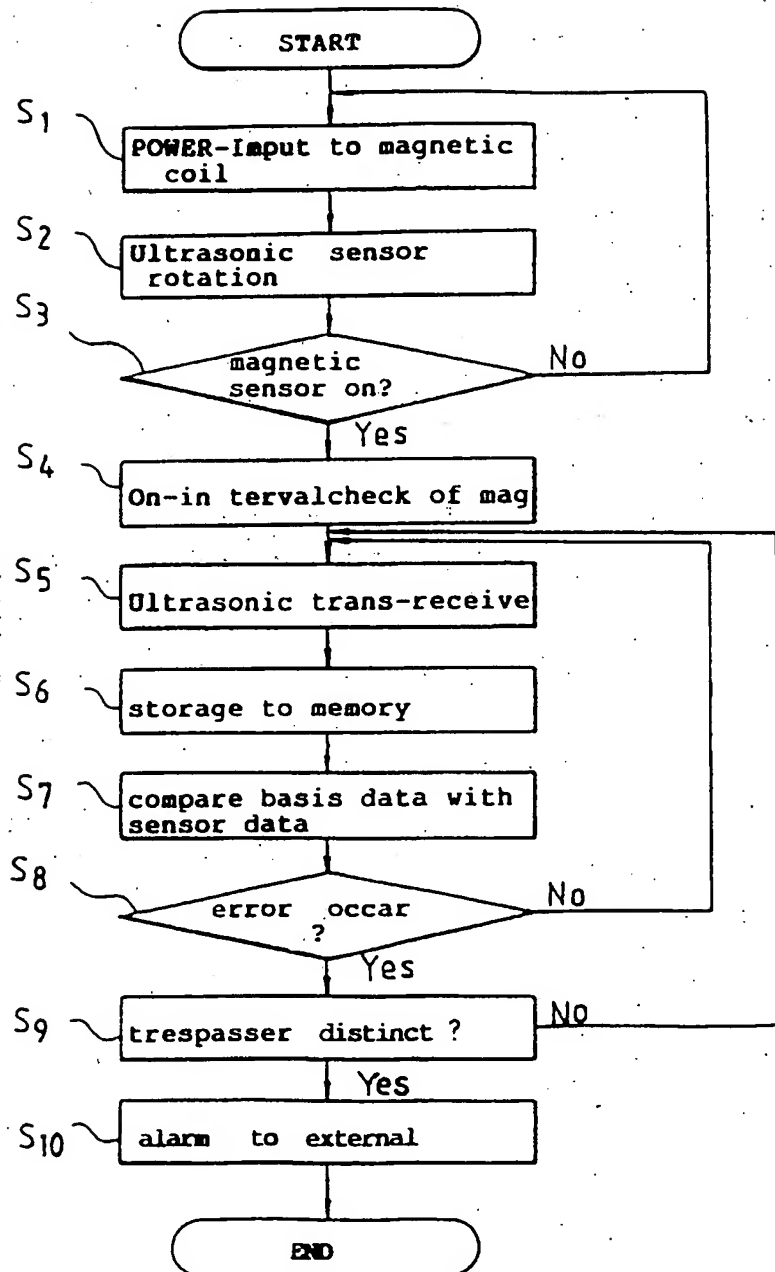 START
S1
POWER-Imput to magnetic
coil
S2
Ultrasonic sensor
rotation
S3
magnetic
sensor on?
No
Yes
S4
On-in tervalcheck of mag
S5
Ultrasonic trans-receive
S6
storage to memory
S7
compare basis data with
sensor data
S8
error occar
?
No
Yes
S9
trespasser distinct ?
No
Yes
S10
alarm to external
END